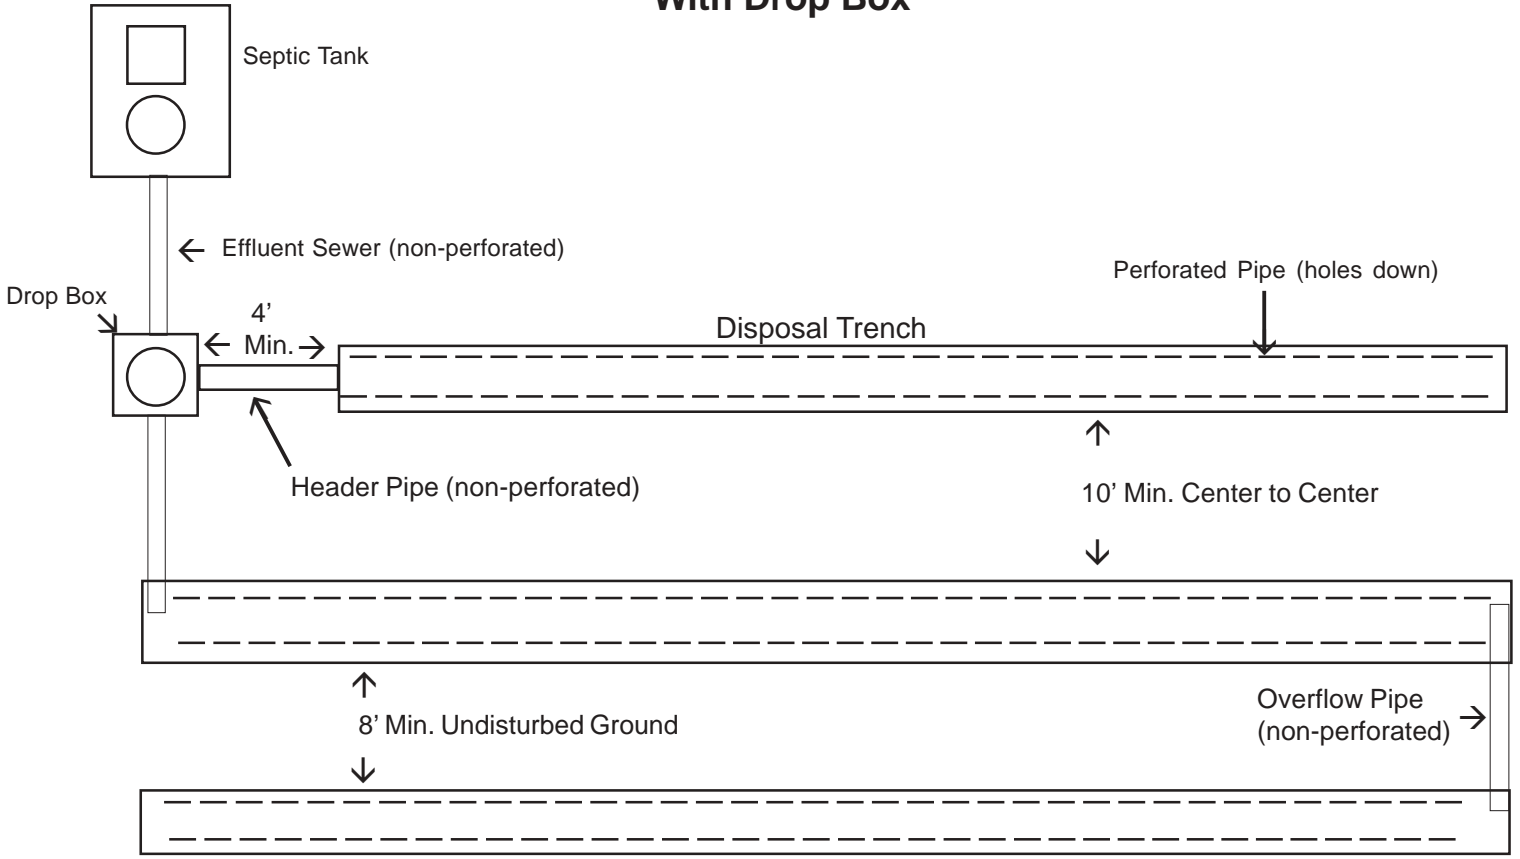 With Drop Box
Septic Tank
Effluent Sewer (non-perforated)
Perforated Pipe (holes down)
Drop Box
4’
Min.
Disposal Trench
Header Pipe (non-perforated)
10’ Min. Center to Center
Overflow Pipe
(non-perforated)
8’ Min. Undisturbed Ground